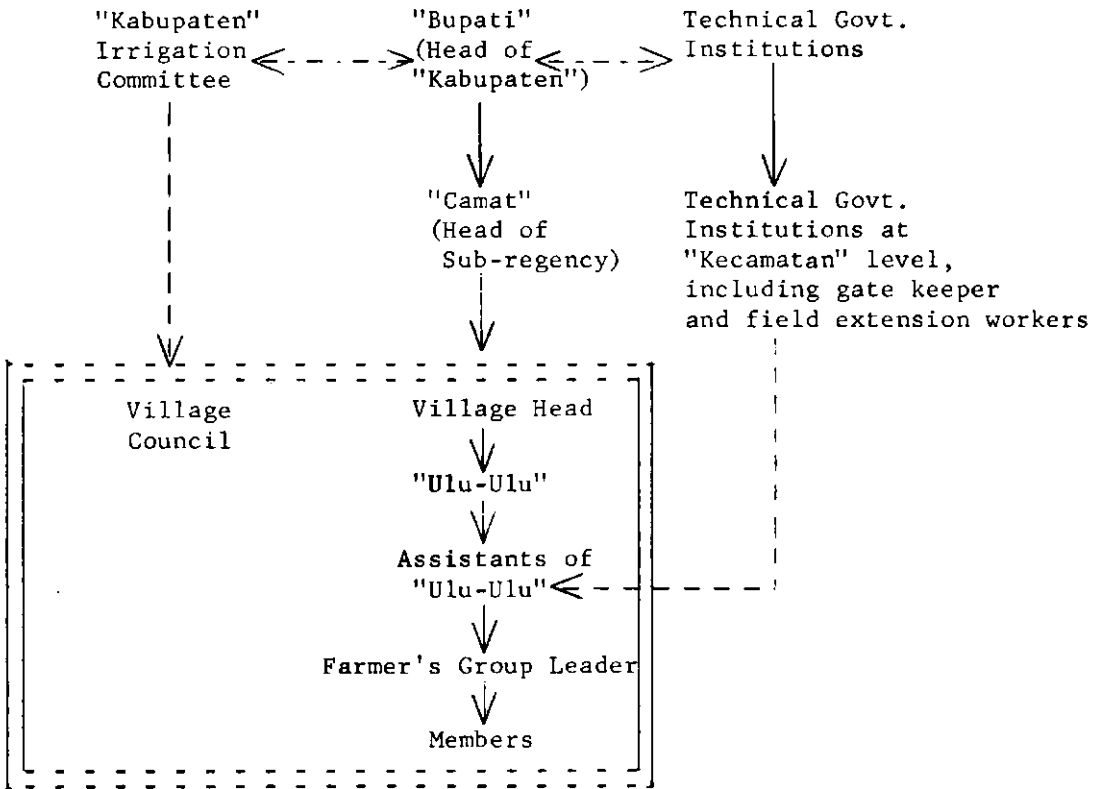 "Kabupaten"
Irrigation
Committee
"Bupati"
(Head of
"Kabupaten")
Technical Govt.
Institutions
"Camat"
(Head of
Sub-regency)
Technical Govt.
Institutions at
"Kecamatan" level,
including gate keeper
and field extension workers
Village
Council
Village Head
"Ulu-Ulu"
Assistants of
"Ulu-Ulu"
Farmer's Group Leader
Members